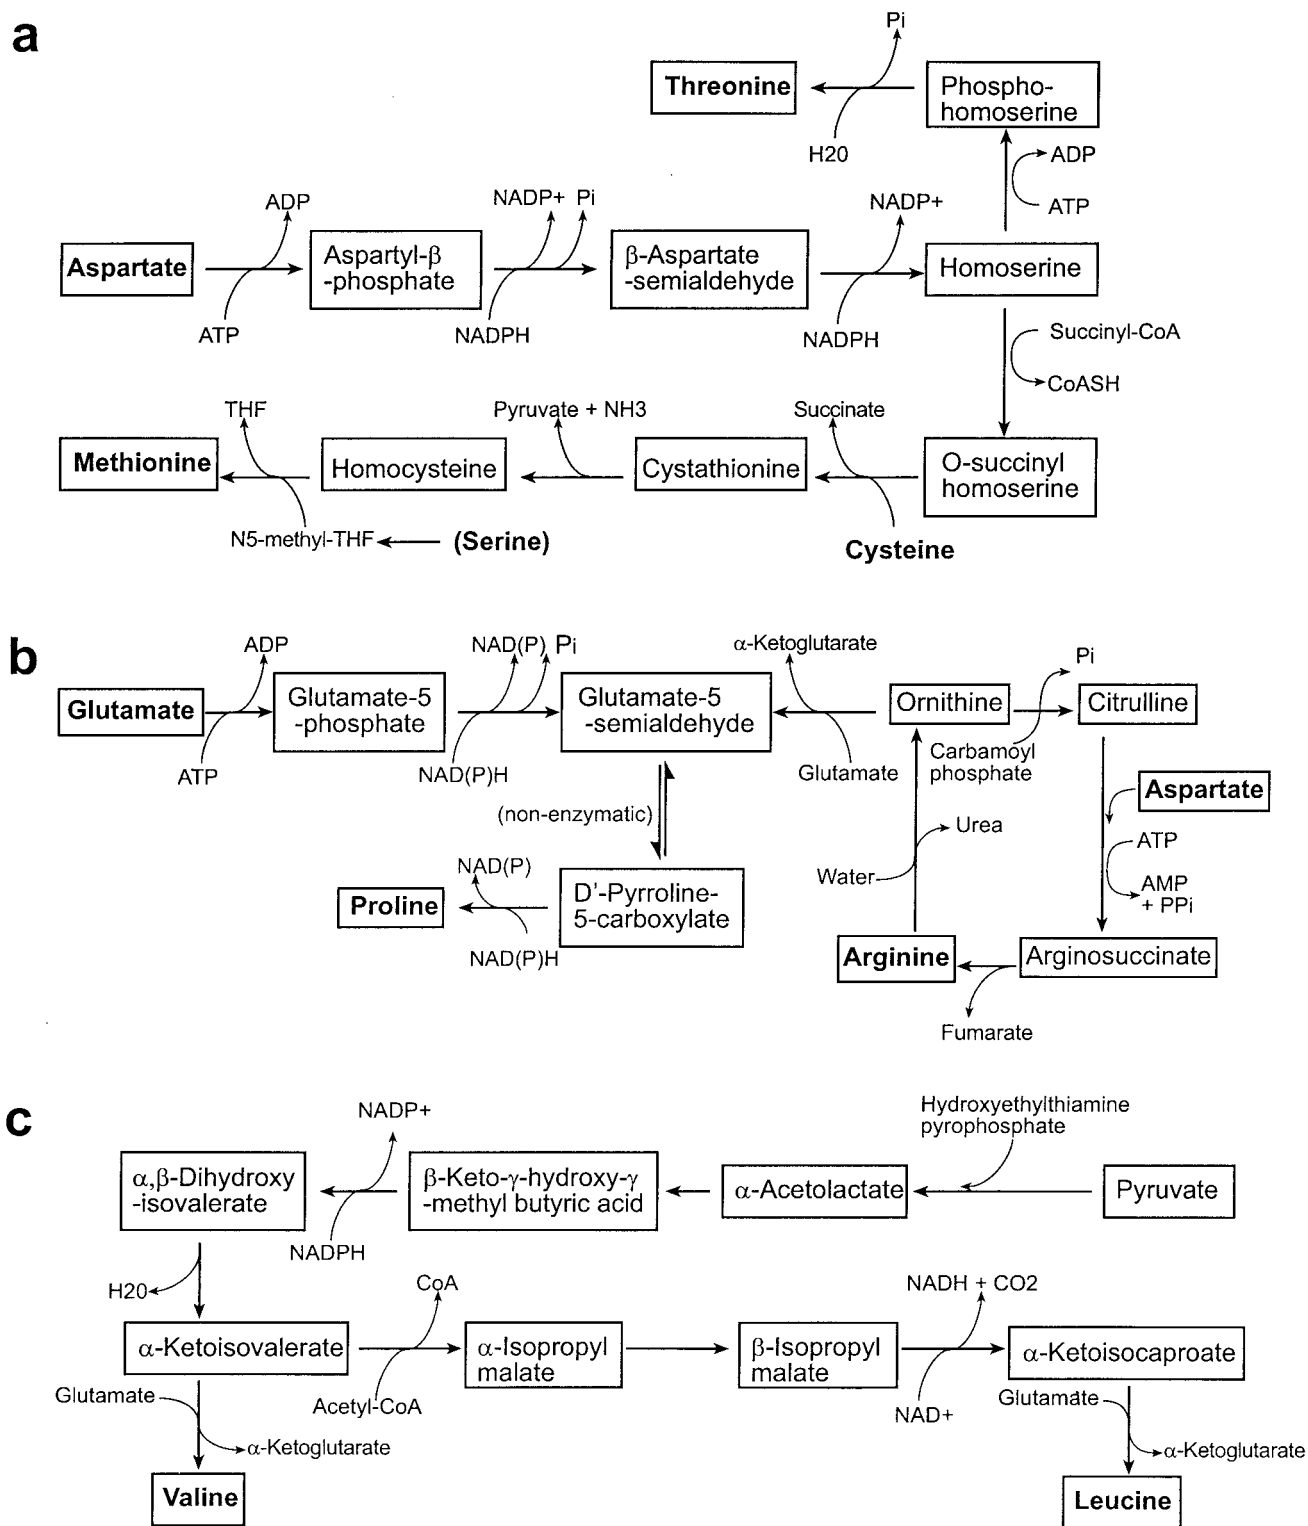 a
Pi
Threonine
Phospho-
homoserine
H20
ADP
ATP
ADP
NADP+ Pi
NADP+
Aspartate
Aspartyl-β
-phosphate
β-Aspartate
-semialdehyde
Homoserine
ATP
NADPH
NADPH
Succinyl-CoA
CoASH
THF
Pyruvate + NH3
Succinate
Methionine
Homocysteine
Cystathionine
O-succinyl
homoserine
N5-methyl-THF
(Serine)
Cysteine
b
ADP
NAD(P) Pi
α-Ketoglutarate
Pi
Glutamate
Glutamate-5
-phosphate
Glutamate-5
-semialdehyde
Ornithine
Citrulline
ATP
NAD(P)H
Glutamate
Carbamoyl
phosphate
Aspartate
(non-enzymatic)
Urea
ATP
Water
AMP
+ PPi
NAD(P)
Proline
D'-Pyrroline-
5-carboxylate
NAD(P)H
Arginine
Arginosuccinate
Fumarate
c
NADP+
Hydroxyethylthiamine
pyrophosphate
α,β-Dihydroxy
-isovalerate
β-Keto-γ-hydroxy-γ
-methyl butyric acid
α-Acetolactate
Pyruvate
NADPH
H20
CoA
NADH + CO2
α-Ketoisovalerate
α-Isopropyl
malate
β-Isopropyl
malate
α-Ketoisocaproate
Glutamate
Acetyl-CoA
NAD+
Glutamate
α-Ketoglutarate
α-Ketoglutarate
Valine
Leucine